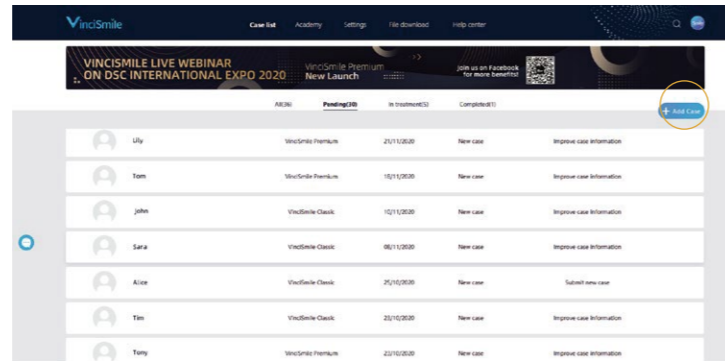 VinciSmile
Case list Academy Settings File download Help center
VINCISMILE LIVE WEBINAR
ON DSC INTERNATIONAL EXPO 2020
VinciSmile Premium
New Launch
Join us on Facebook
for more benefits!
All(36) Pending(30) In treatment(5) Completed(1)
+ Add Case
Lily VinciSmile Premium 21/11/2020 New case Improve case information
Tom VinciSmile Premium New case Improve case information
John VinciSmile Classic 10/11/2020 New case Improve case information
Sara VinciSmile Classic 08/11/2020 New case Improve case information
Alice VinciSmile Classic 25/10/2020 New case Submit new case
Tim VinciSmile Classic 23/10/2020 New case Improve case information
Tony VinciSmile Premium 23/10/2020 New case Improve case information